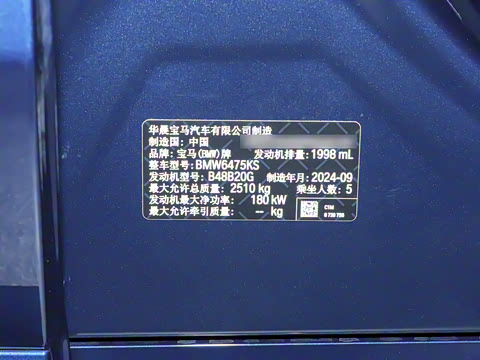 华晨宝马汽车有限公司制造
制造国: 中国
品牌: 宝马(BMW)牌 发动机排量: 1998 mL
整车型号: BMW6475KS
发动机型号: B48B20G 制造年月: 2024-09
最大允许总质量: 2510 kg 乘坐人数: 5
发动机最大净功率: 180 kW
最大允许牵引质量: -- kg